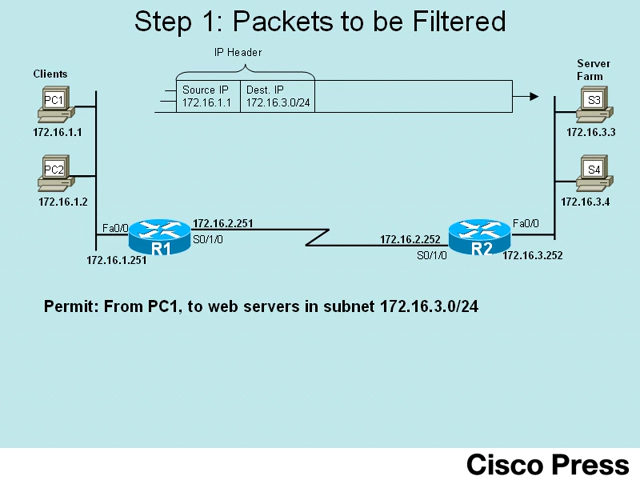 Step 1: Packets to be Filtered
IP Header
Clients
Server
Farm
Source IP
172.16.1.1
Dest. IP
172.16.3.0/24
PC1
172.16.1.1
S3
172.16.3.3
PC2
172.16.1.2
S4
172.16.3.4
Fa0/0
172.16.2.251
R1
S0/1/0
172.16.1.251
172.16.2.252
S0/1/0
R2
Fa0/0
172.16.3.252
Permit: From PC1, to web servers in subnet 172.16.3.0/24
Cisco Press